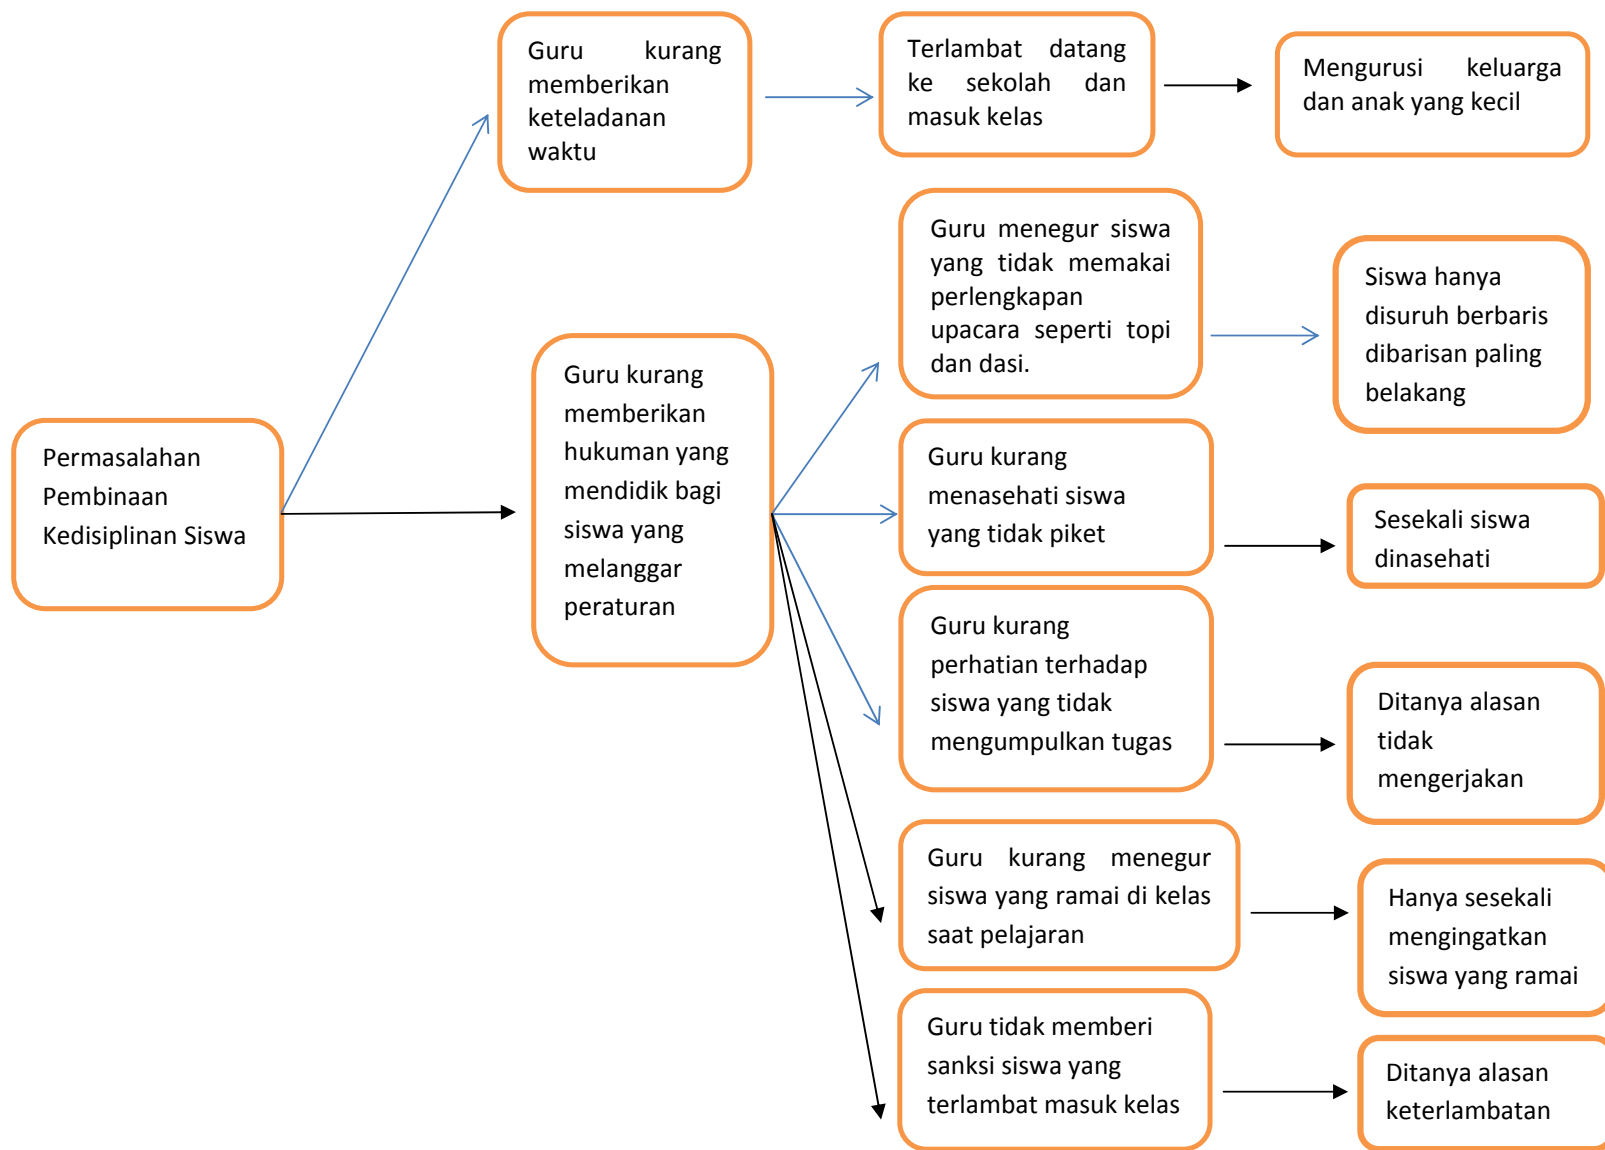 Permasalahan
Pembinaan
Kedisiplinan Siswa
Guru kurang
memberikan
keteladanan
waktu
Terlambat datang
ke sekolah dan
masuk kelas
Mengurusi keluarga
dan anak yang kecil
Guru kurang
memberikan
hukuman yang
mendidik bagi
siswa yang
melanggar
peraturan
Guru menegur siswa
yang tidak memakai
perlengkapan
upacara seperti topi
dan dasi.
Siswa hanya
disuruh berbaris
dibarisan paling
belakang
Guru kurang
menasehati siswa
yang tidak piket
Sesekali siswa
dinasehati
Guru kurang
perhatian terhadap
siswa yang tidak
mengumpulkan tugas
Ditanya alasan
tidak
mengerjakan
Guru kurang menegur
siswa yang ramai di kelas
saat pelajaran
Hanya sesekali
mengingatkan
siswa yang ramai
Guru tidak memberi
sanksi siswa yang
terlambat masuk kelas
Ditanya alasan
keterlambatan